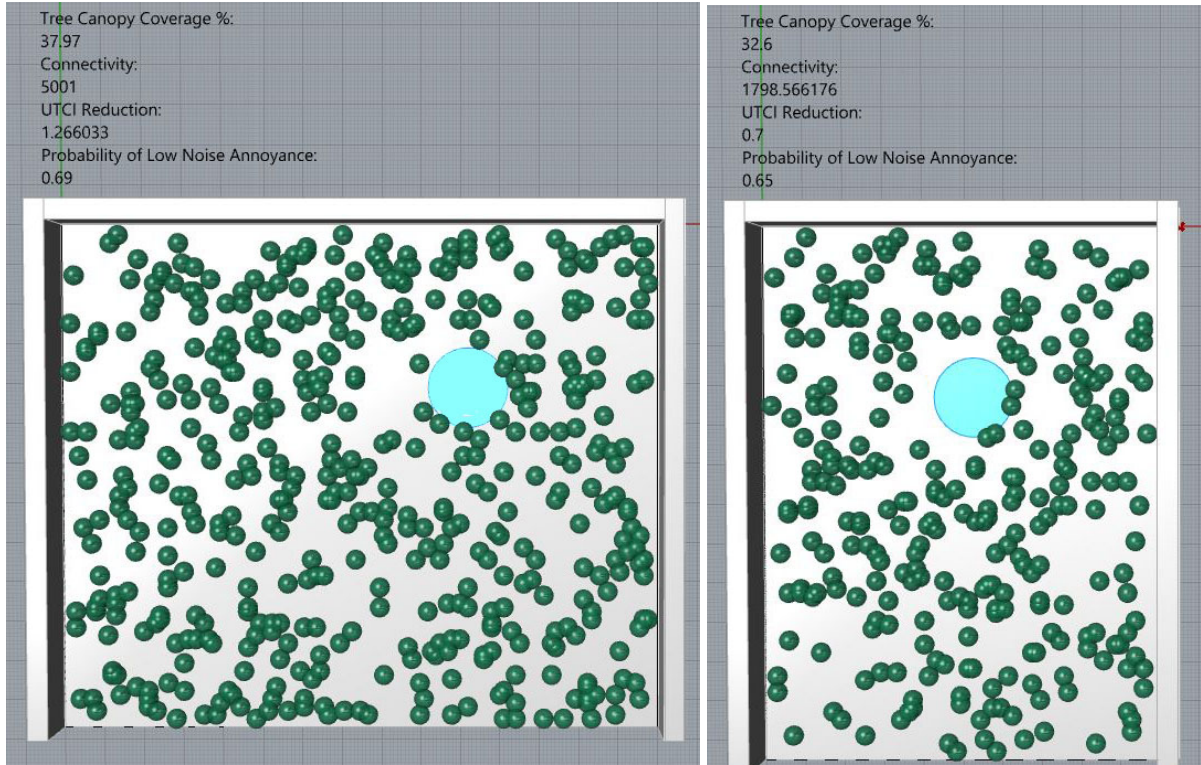 Tree Canopy Coverage %:
37.97
Connectivity:
5001
UTCI Reduction:
1.266033
Probability of Low Noise Annoyance:
0.69
Tree Canopy Coverage %:
32.6
Connectivity:
1798.566176
UTCI Reduction:
0.7
Probability of Low Noise Annoyance:
0.65